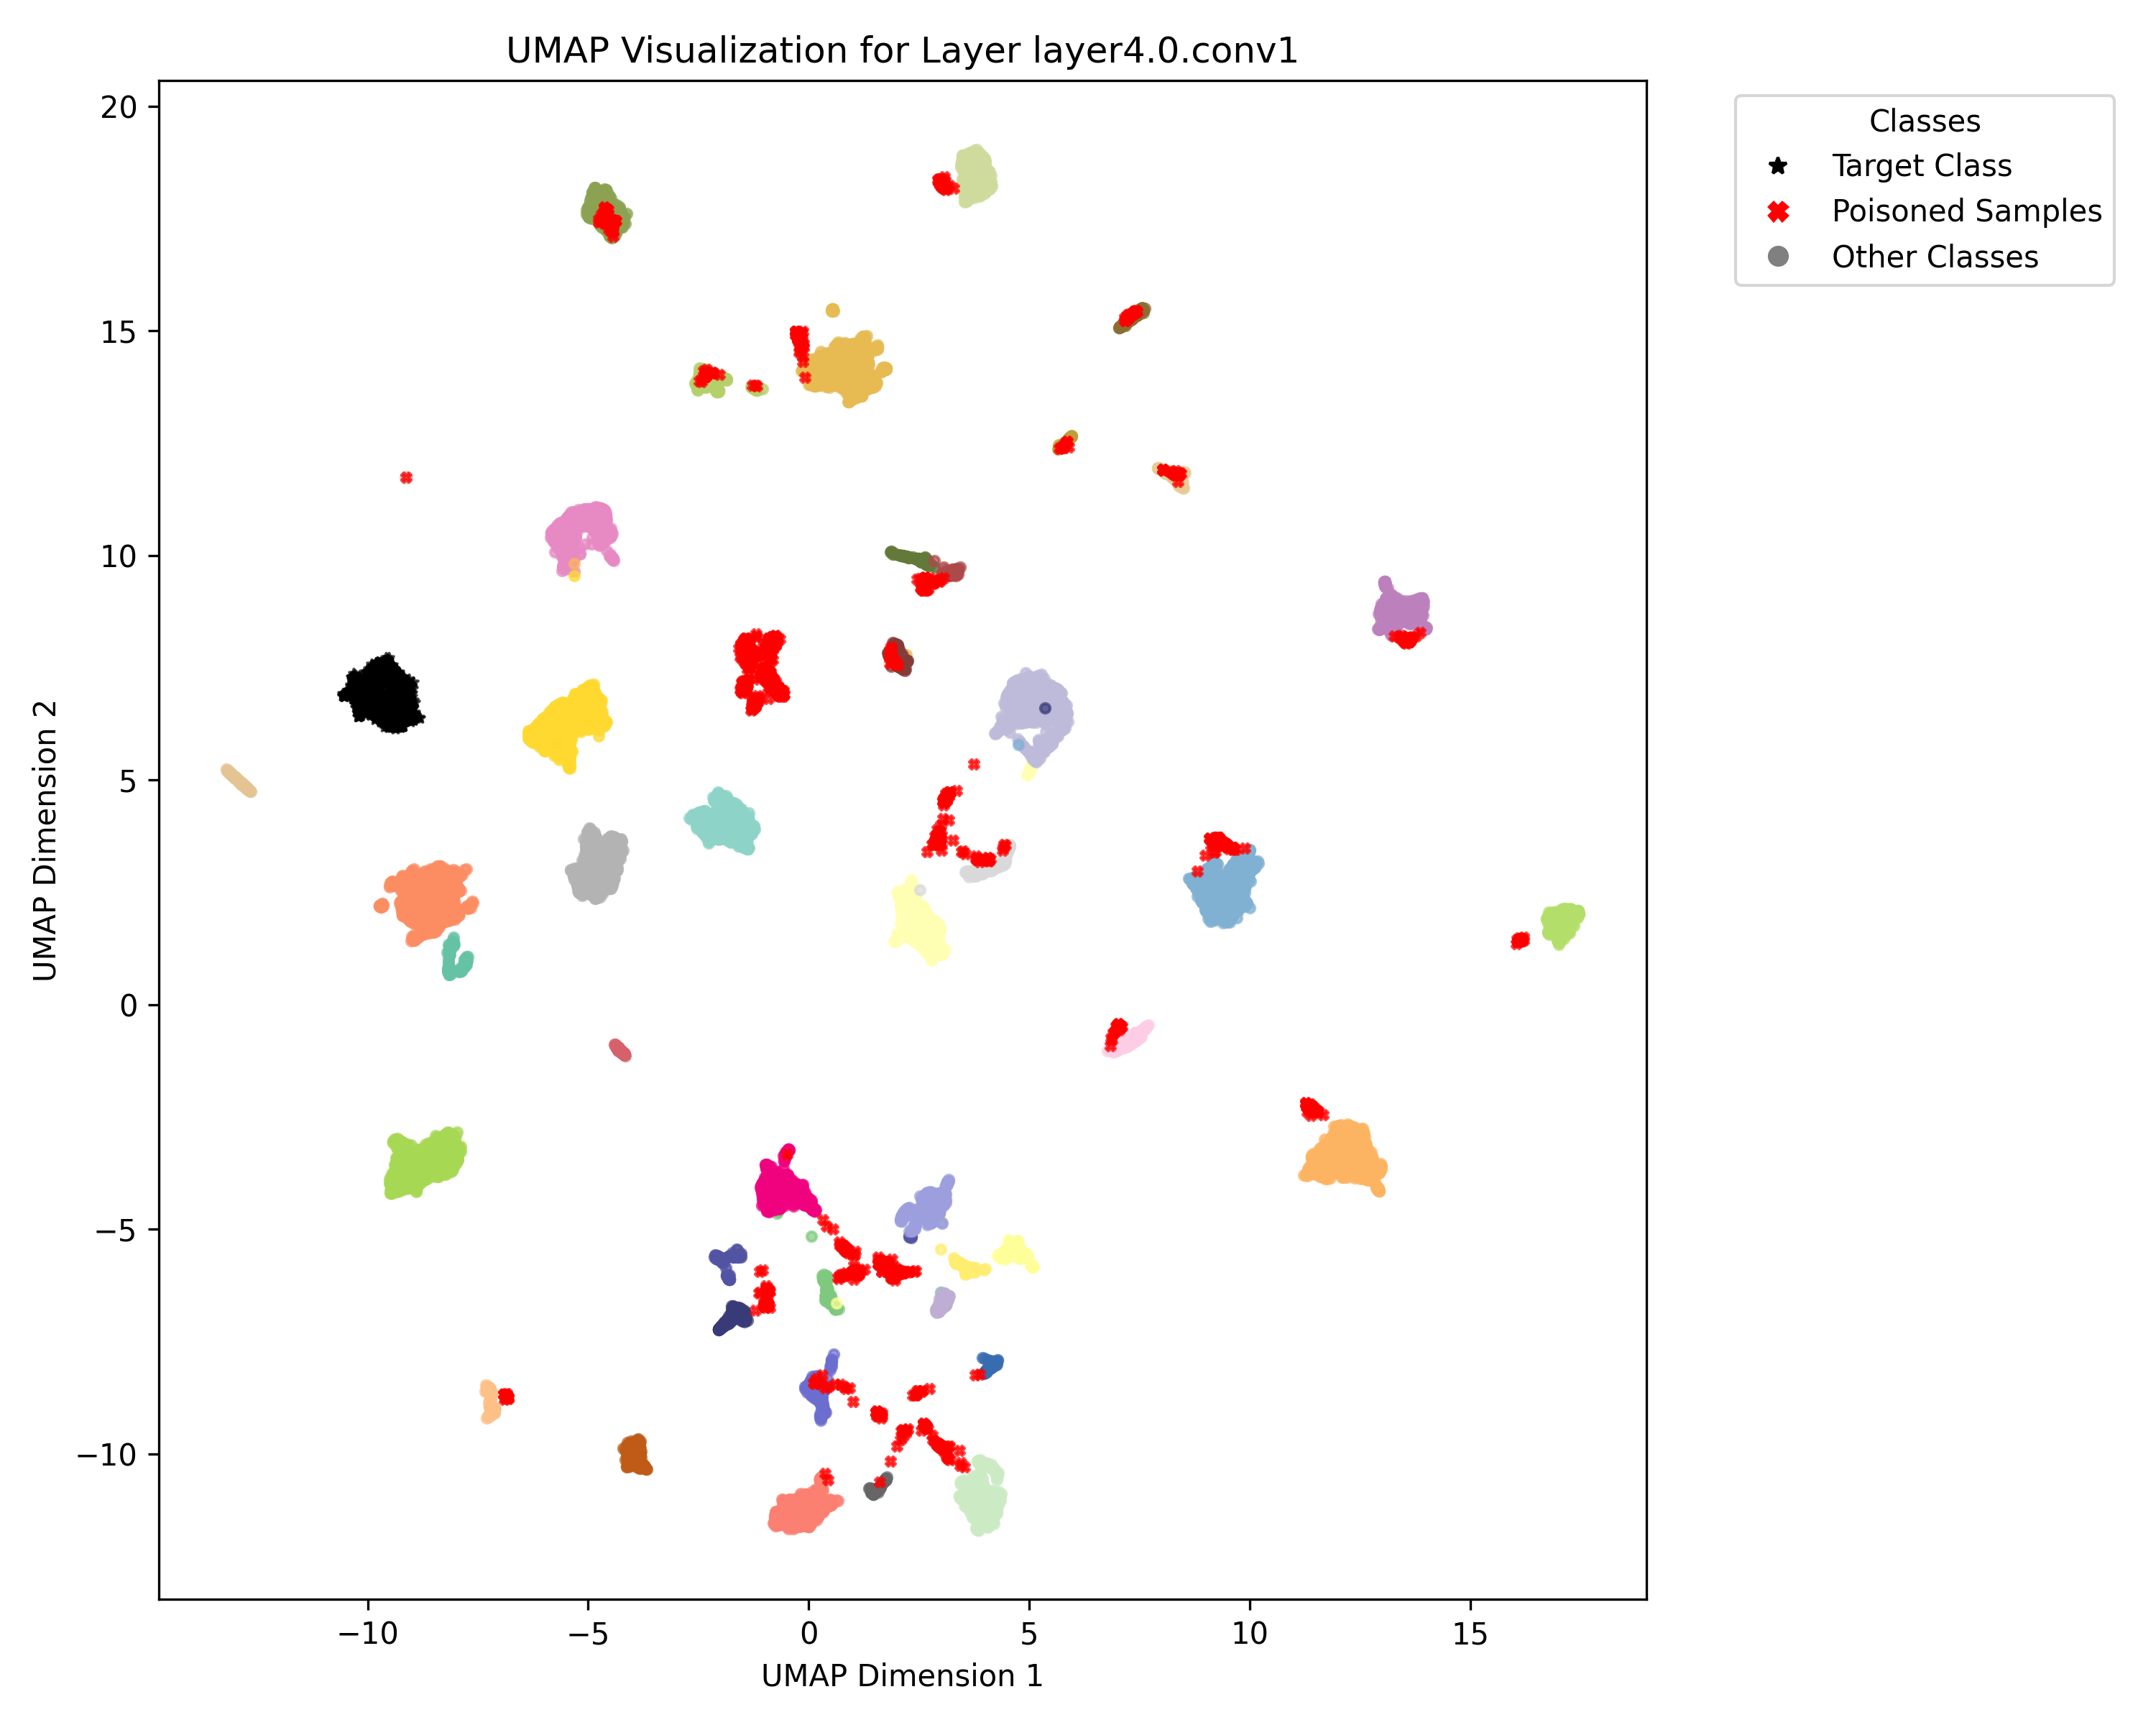 UMAP Visualization for Layer layer4.0.conv1
Classes
Target Class
Poisoned Samples
Other Classes
UMAP Dimension 2
20
15
10
5
0
−5
−10
−10
−5
0
5
10
15
UMAP Dimension 1